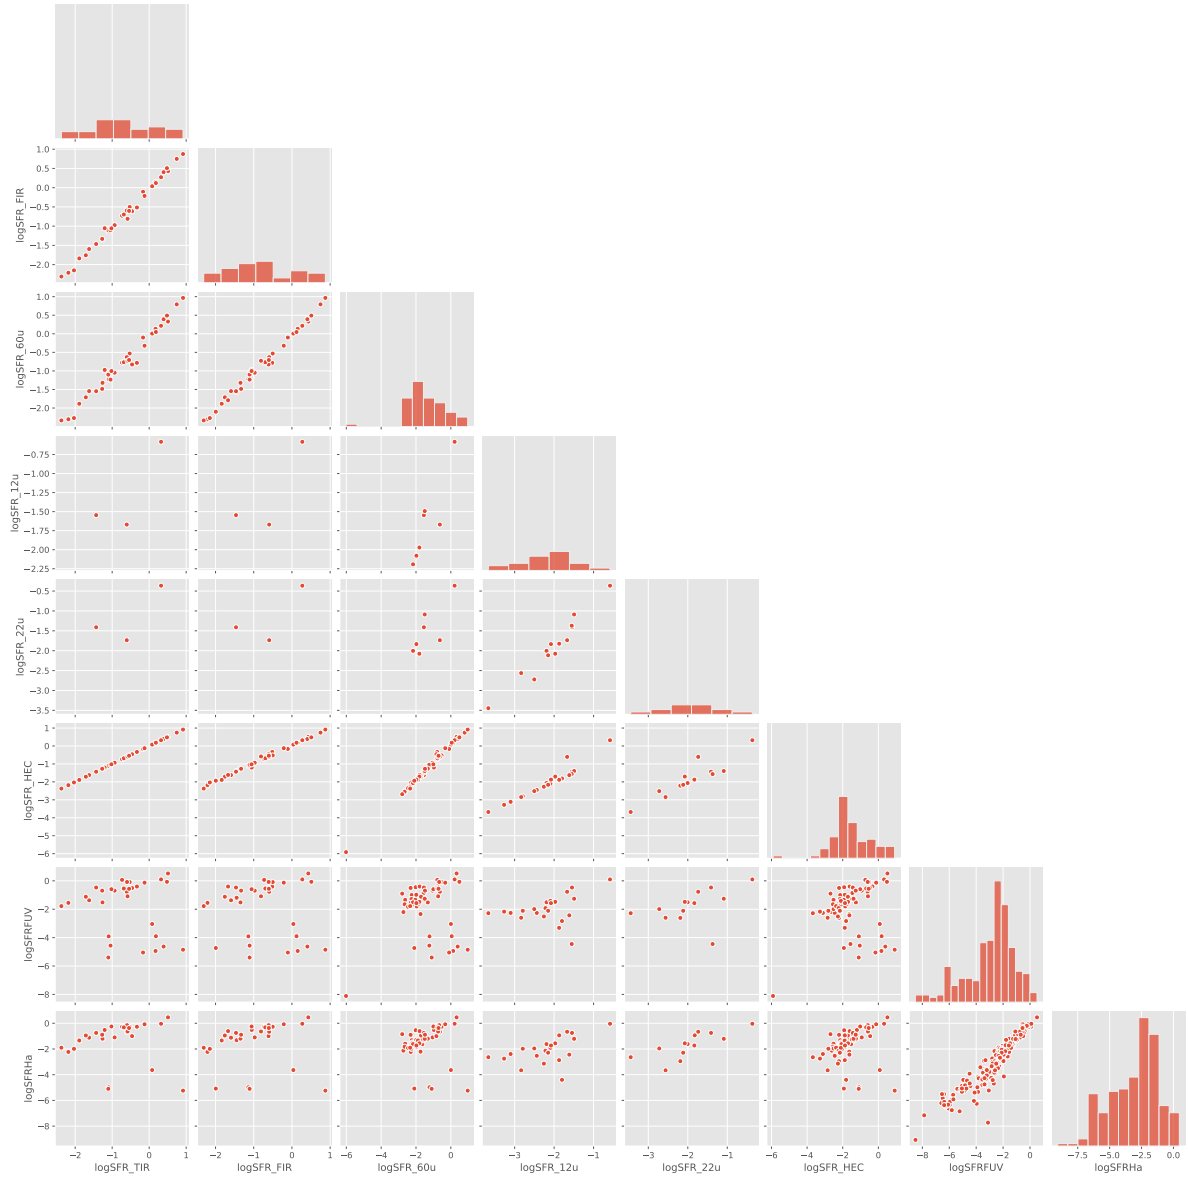 1.0
0.5
0.0
−0.5
−1.0
−1.5
−2.0
logSFR_FIR
1.0
0.5
0.0
−0.5
−1.0
−1.5
−2.0
logSFR_60u
−0.75
−1.00
−1.25
−1.50
−1.75
−2.00
−2.25
logSFR_12u
−0.5
−1.0
−1.5
−2.0
−2.5
−3.0
−3.5
logSFR_22u
1
0
−1
−2
−3
−4
−5
−6
logSFR_HEC
0
−2
−4
−6
−8
logSFRFUV
0
−2
−4
−6
−8
logSFRHa
−2 −1 0 1
logSFR_TIR
−2 −1 0 1
logSFR_FIR
−6 −4 −2 0
logSFR_60u
−3 −2 −1
logSFR_12u
−3 −2 −1
logSFR_22u
−6 −4 −2 0
logSFR_HEC
−8 −6 −4 −2 0
logSFRFUV
−7.5 −5.0 −2.5 0.0
logSFRHa